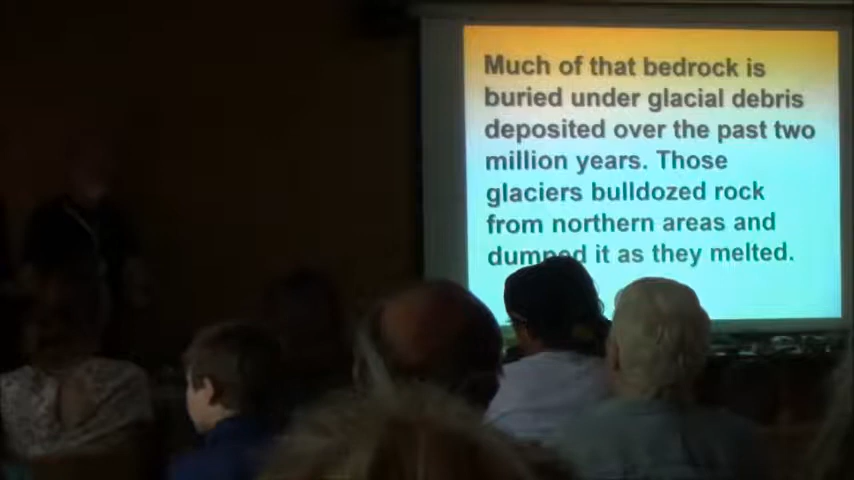 Much of that bedrock is
buried under glacial debris
deposited over the past two
million years. Those
glaciers bulldozed rock
from northern areas and
dumped it as they melted.